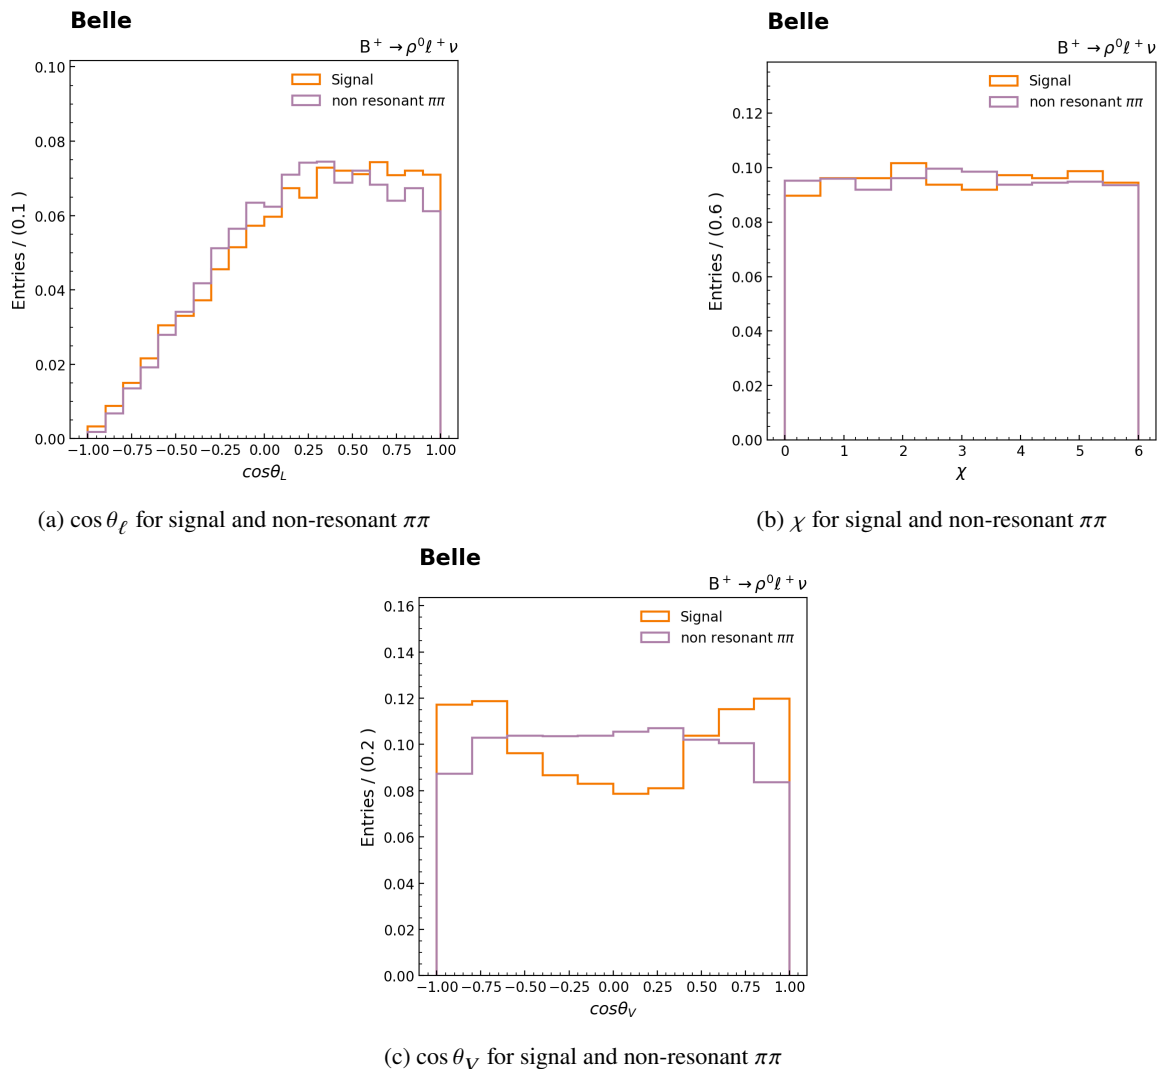 Belle
B⁺ → ρ⁰ℓ⁺ν
Signal
non resonant ππ
Entries / (0.1 )
0.10
0.08
0.06
0.04
0.02
0.00
−1.00 −0.75 −0.50 −0.25 0.00 0.25 0.50 0.75 1.00
cosθ_L
(a) cos θ_ℓ for signal and non-resonant ππ
Belle
B⁺ → ρ⁰ℓ⁺ν
Signal
non resonant ππ
Entries / (0.6 )
0.12
0.10
0.08
0.06
0.04
0.02
0.00
0 1 2 3 4 5 6
χ
(b) χ for signal and non-resonant ππ
Belle
B⁺ → ρ⁰ℓ⁺ν
Signal
non resonant ππ
Entries / (0.2 )
0.16
0.14
0.12
0.10
0.08
0.06
0.04
0.02
0.00
−1.00 −0.75 −0.50 −0.25 0.00 0.25 0.50 0.75 1.00
cosθ_V
(c) cos θ_V for signal and non-resonant ππ